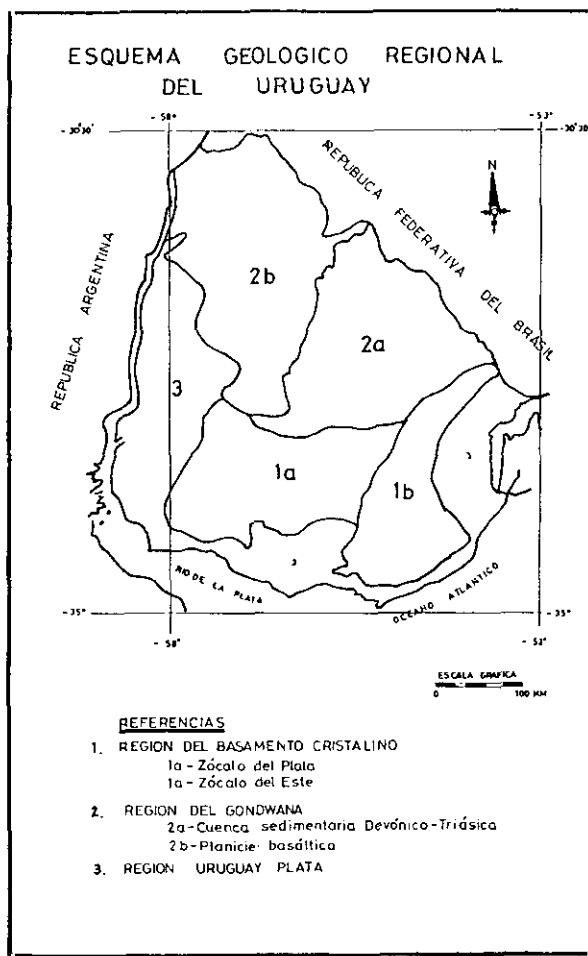 ESQUEMA GEOLOGICO REGIONAL
DEL URUGUAY
- 58°
- 53°
- 30°30'
- 30°30'
N
REPUBLICA FEDERATIVA DEL BRASIL
REPUBLICA ARGENTINA
2b
2a
3
1a
1b
3
3
RIO DE LA PLATA
OCEANO ATLANTICO
- 35°
- 35°
- 58°
- 53°
ESCALA GRAFICA
0 100 KM
REFERENCIAS
1. REGION DEL BASAMENTO CRISTALINO
1a - Zócalo del Plata
1a - Zócalo del Este
2. REGION DEL GONDWANA
2a - Cuenca sedimentaria Devónico-Triásica
2b - Planicie basáltica
3. REGION URUGUAY PLATA